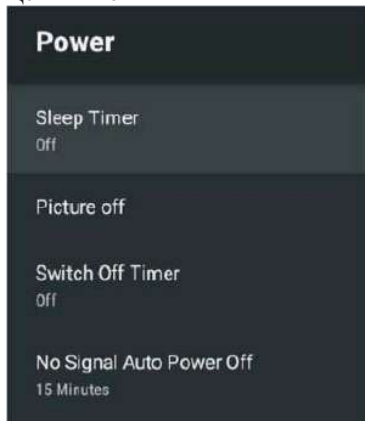 Power
Sleep Timer
Off
Picture off
Switch Off Timer
Off
No Signal Auto Power Off
15 Minutes